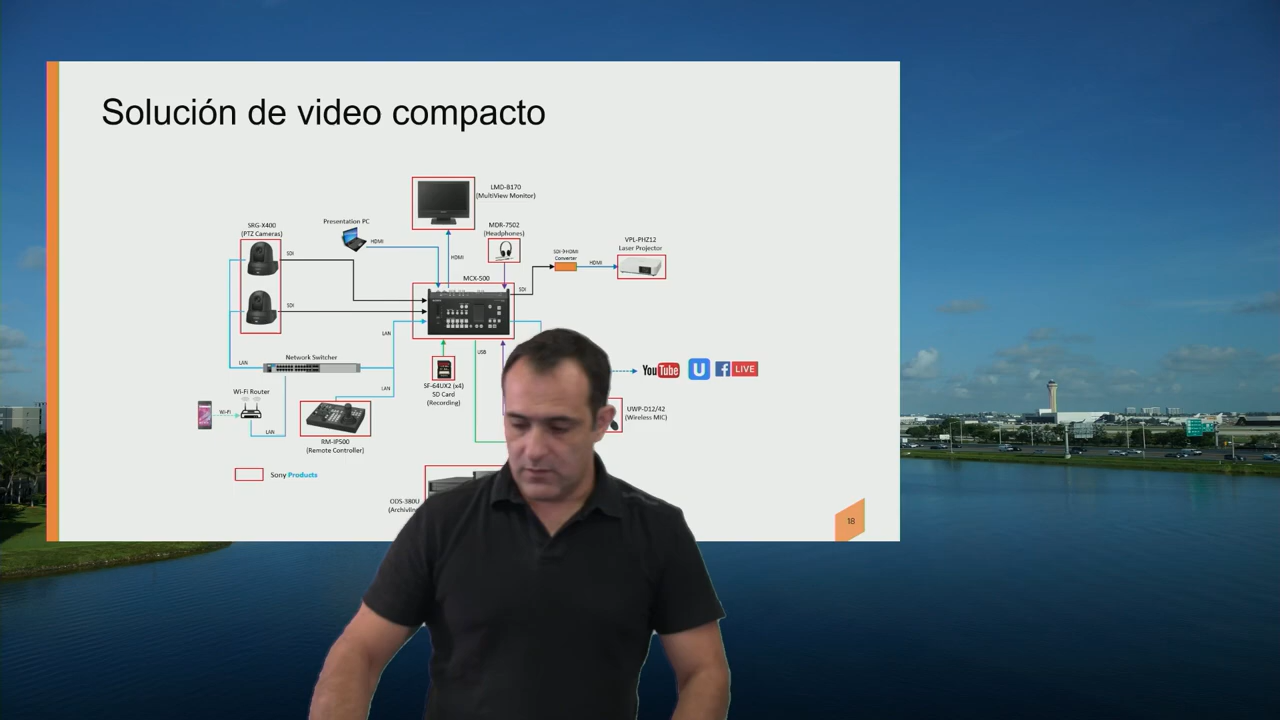 Solución de video compacto
LMD-B170
(MultiView Monitor)
SRG-X400
(PTZ Cameras)
Presentation PC
MDR-7502
(Headphones)
VPL-PHZ12
Laser Projector
SDI
HDMI
HDMI
SDI→HDMI
Converter
HDMI
MCX-500
SDI
SDI
LAN
USB
LAN
Network Switcher
LAN
YouTube
U
f LIVE
SF-64UX2 (x4)
SD Card
(Recording)
Wi-Fi Router
Wi-Fi
LAN
RM-IP500
(Remote Controller)
UWP-D12/42
(Wireless MIC)
Sony Products
ODS-380U
18